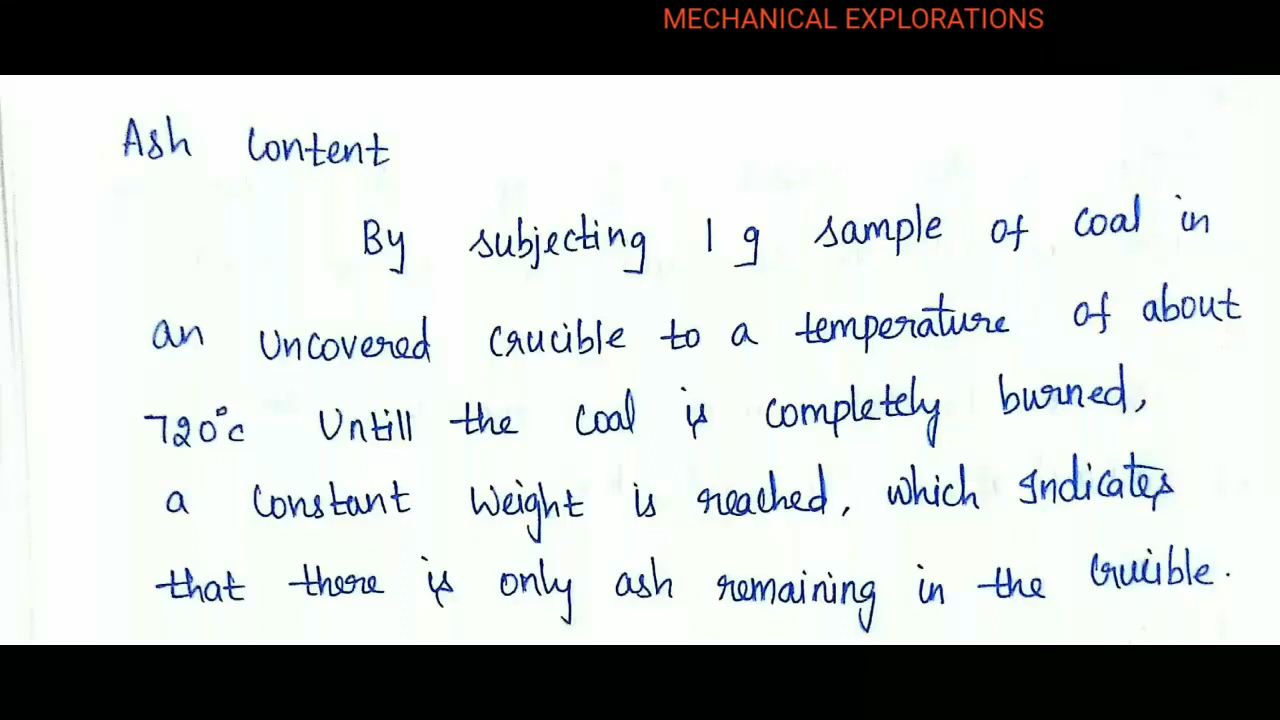 MECHANICAL EXPLORATIONS
Ash Content
By subjecting 1 g sample of coal in
an uncovered crucible to a temperature of about
720°c Untill the coal is completely burned,
a constant weight is reached, which Indicates
that there is only ash remaining in the crucible.